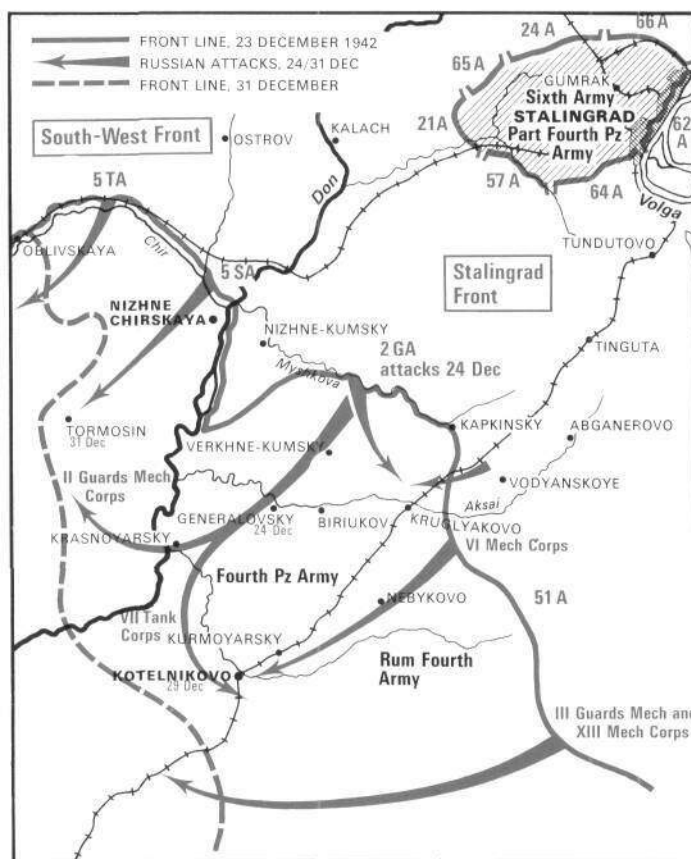 FRONT LINE, 23 DECEMBER 1942
RUSSIAN ATTACKS, 24/31 DEC
FRONT LINE, 31 DECEMBER
66 A
24 A
65 A
GUMRAK
Sixth Army
STALINGRAD
Part Fourth Pz
Army
62
A
21 A
57 A
64 A
Volga
South-West Front
OSTROV
KALACH
Don
5 TA
OBLIVSKAYA
Chir
5 SA
TUNDUTOVO
Stalingrad
Front
NIZHNE
CHIRSKAYA
NIZHNE-KUMSKY
Myshkova
2 GA
attacks 24 Dec
TINGUTA
TORMOSIN
31 Dec
VERKHNE-KUMSKY
KAPKINSKY
ABGANEROVO
II Guards Mech
Corps
VODYANSKOYE
Aksai
GENERALOVSKY
24 Dec
BIRIUKOV
KRUGLYAKOVO
KRASNOYARSKY
VI Mech Corps
Fourth Pz Army
NEBYKOVO
51 A
VII Tank
Corps
KURMOYARSKY
Rum Fourth
Army
KOTELNIKOVO
29 Dec
III Guards Mech and
XIII Mech Corps